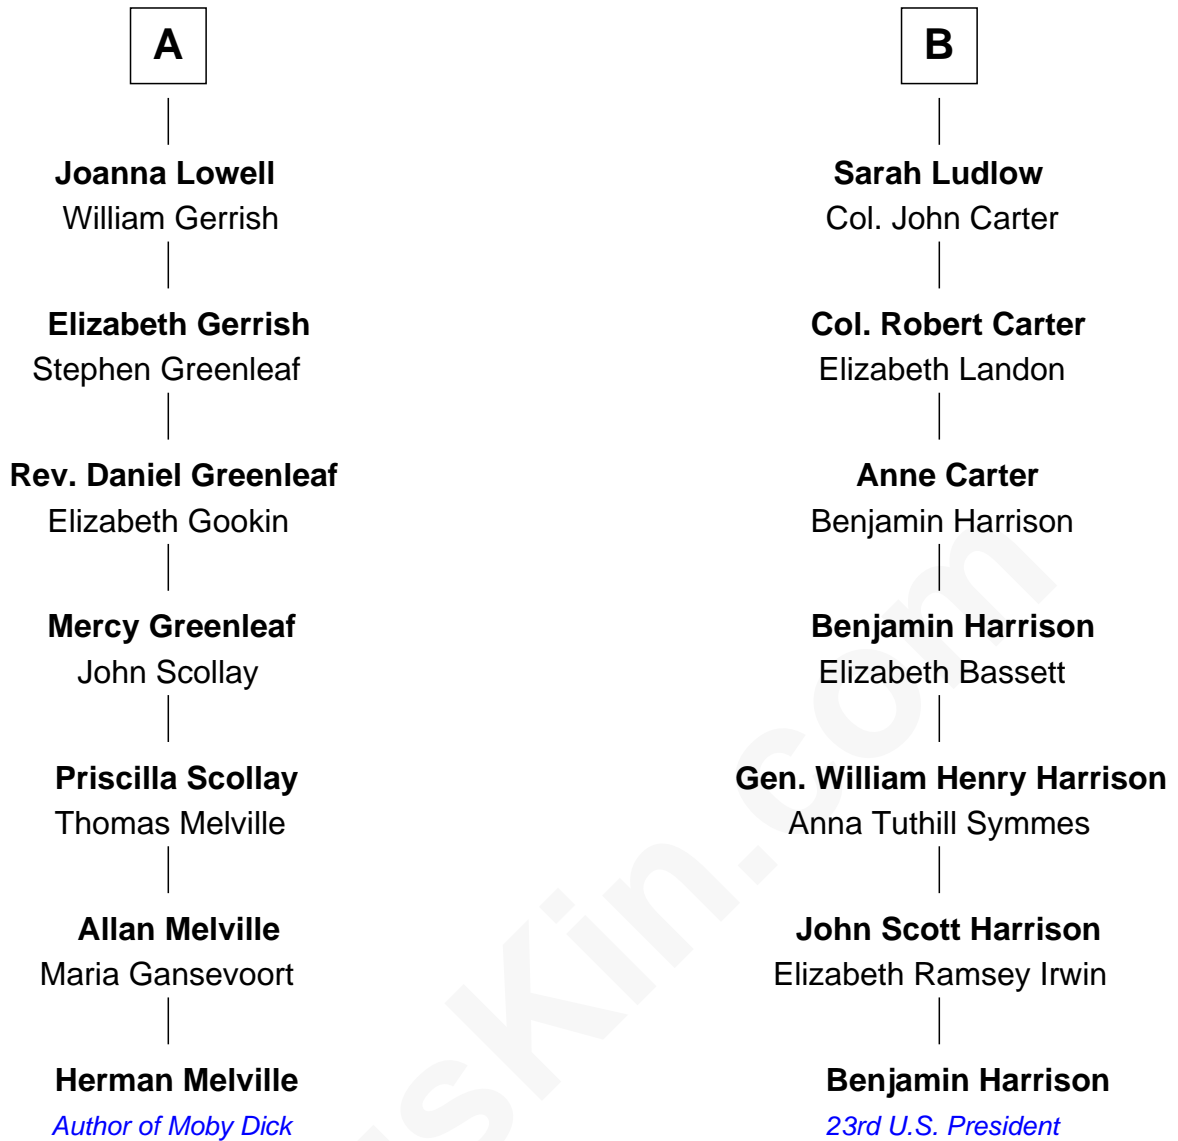 A
Joanna Lowell
William Gerrish
Elizabeth Gerrish
Stephen Greenleaf
Rev. Daniel Greenleaf
Elizabeth Gookin
Mercy Greenleaf
John Scollay
Priscilla Scollay
Thomas Melville
Allan Melville
Maria Gansevoort
Herman Melville
Author of Moby Dick
B
Sarah Ludlow
Col. John Carter
Col. Robert Carter
Elizabeth Landon
Anne Carter
Benjamin Harrison
Benjamin Harrison
Elizabeth Bassett
Gen. William Henry Harrison
Anna Tuthill Symmes
John Scott Harrison
Elizabeth Ramsey Irwin
Benjamin Harrison
23rd U.S. President